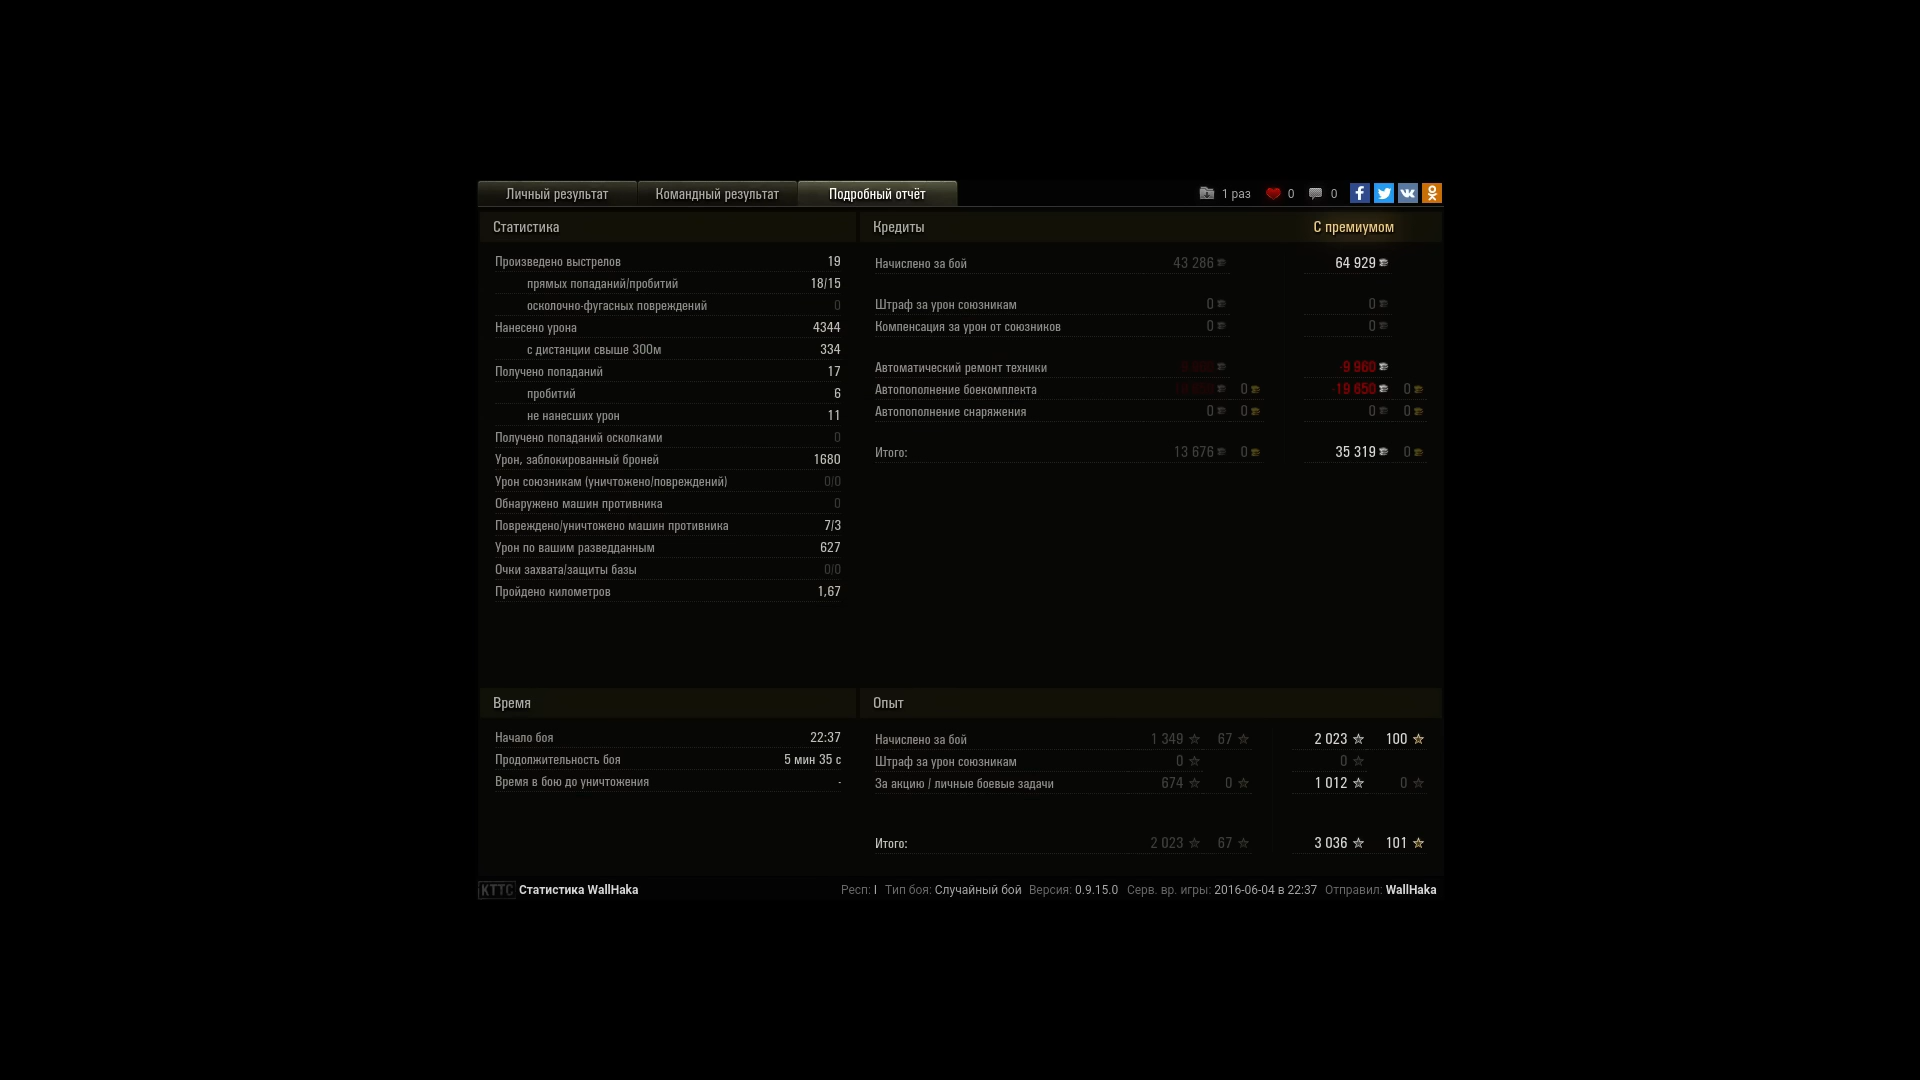 Личный результат Командный результат Подробный отчёт 1 раз 0 0
Статистика
Произведено выстрелов 19
прямых попаданий/пробитий 18/15
осколочно-фугасных повреждений 0
Нанесено урона 4344
с дистанции свыше 300м 334
Получено попаданий 17
пробитий 6
не нанесших урон 11
Получено попаданий осколками 0
Урон, заблокированный броней 1680
Урон союзникам (уничтожено/повреждений) 0/0
Обнаружено машин противника 0
Повреждено/уничтожено машин противника 7/3
Урон по вашим разведданным 627
Очки захвата/защиты базы 0/0
Пройдено километров 1,67
Кредиты С премиумом
Начислено за бой 43 286 64 929
Штраф за урон союзникам 0 0
Компенсация за урон от союзников 0 0
Автоматический ремонт техники -9 960
Автопополнение боекомплекта 0 -19 650 0
Автопополнение снаряжения 0 0 0 0
Итого: 13 676 0 35 319 0
Время
Начало боя 22:37
Продолжительность боя 5 мин 35 с
Время в бою до уничтожения -
Опыт
Начислено за бой 1 349 67 2 023 100
Штраф за урон союзникам 0 0
За акцию / личные боевые задачи 674 0 1 012 0
Итого: 2 023 67 3 036 101
КТТС Статистика WallHaka Респ: I Тип боя: Случайный бой Версия: 0.9.15.0 Серв. вр. игры: 2016-06-04 в 22:37 Отправил: WallHaka